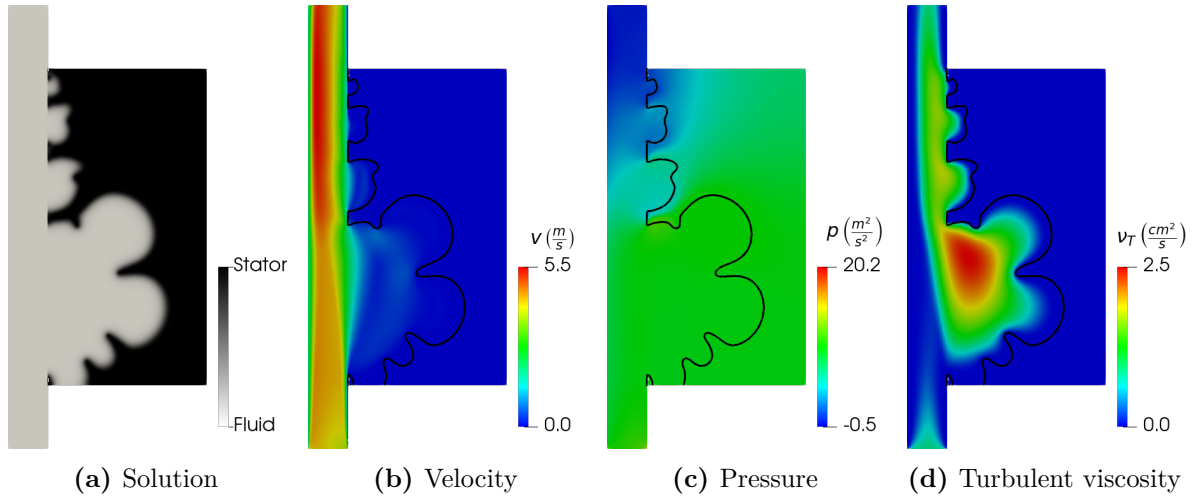 Stator
Fluid
v (m/s)
5.5
0.0
p (m²/s²)
20.2
-0.5
ν_T (cm²/s)
2.5
0.0
(a) Solution
(b) Velocity
(c) Pressure
(d) Turbulent viscosity